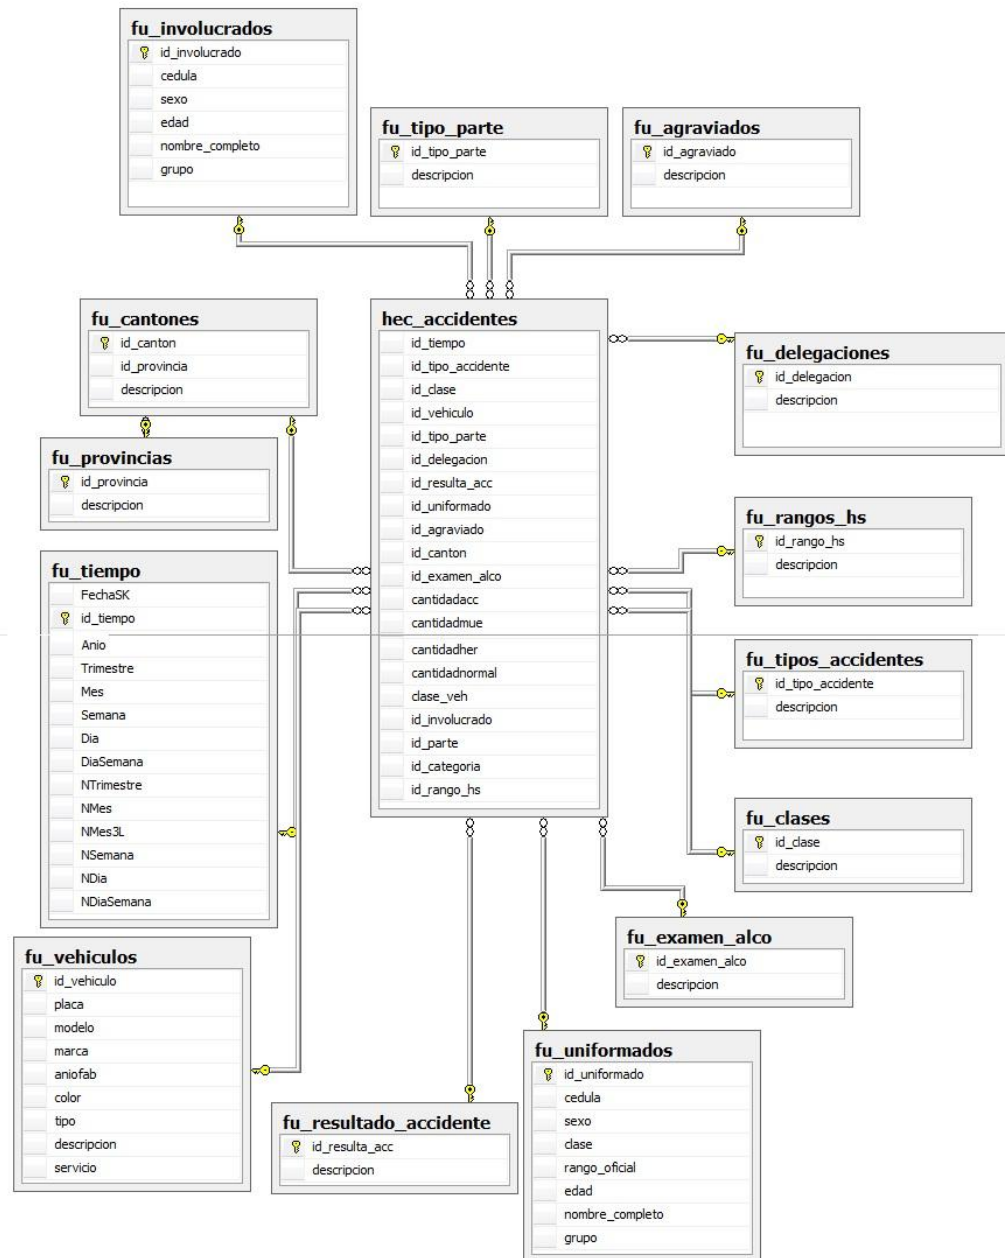 fu_involucrados
id_involucrado
cedula
sexo
edad
nombre_completo
grupo
fu_tipo_parte
id_tipo_parte
descripcion
fu_agraviados
id_agraviado
descripcion
fu_cantones
id_canton
id_provincia
descripcion
fu_provincias
id_provincia
descripcion
hec_accidentes
id_tiempo
id_tipo_accidente
id_clase
id_vehiculo
id_tipo_parte
id_delegacion
id_resulta_acc
id_uniformado
id_agraviado
id_canton
id_examen_alco
cantidadacc
cantidadmue
cantidadher
cantidadnormal
clase_veh
id_involucrado
id_parte
id_categoria
id_rango_hs
fu_delegaciones
id_delegacion
descripcion
fu_rangos_hs
id_rango_hs
descripcion
fu_tiempo
FechaSK
id_tiempo
Anio
Trimestre
Mes
Semana
Dia
DiaSemana
NTrimestre
NMes
NMes3L
NSemana
NDia
NDiaSemana
fu_tipos_accidentes
id_tipo_accidente
descripcion
fu_clases
id_clase
descripcion
fu_vehiculos
id_vehiculo
placa
modelo
marca
aniofab
color
tipo
descripcion
servicio
fu_examen_alco
id_examen_alco
descripcion
fu_resultado_accidente
id_resulta_acc
descripcion
fu_uniformados
id_uniformado
cedula
sexo
clase
rango_oficial
edad
nombre_completo
grupo